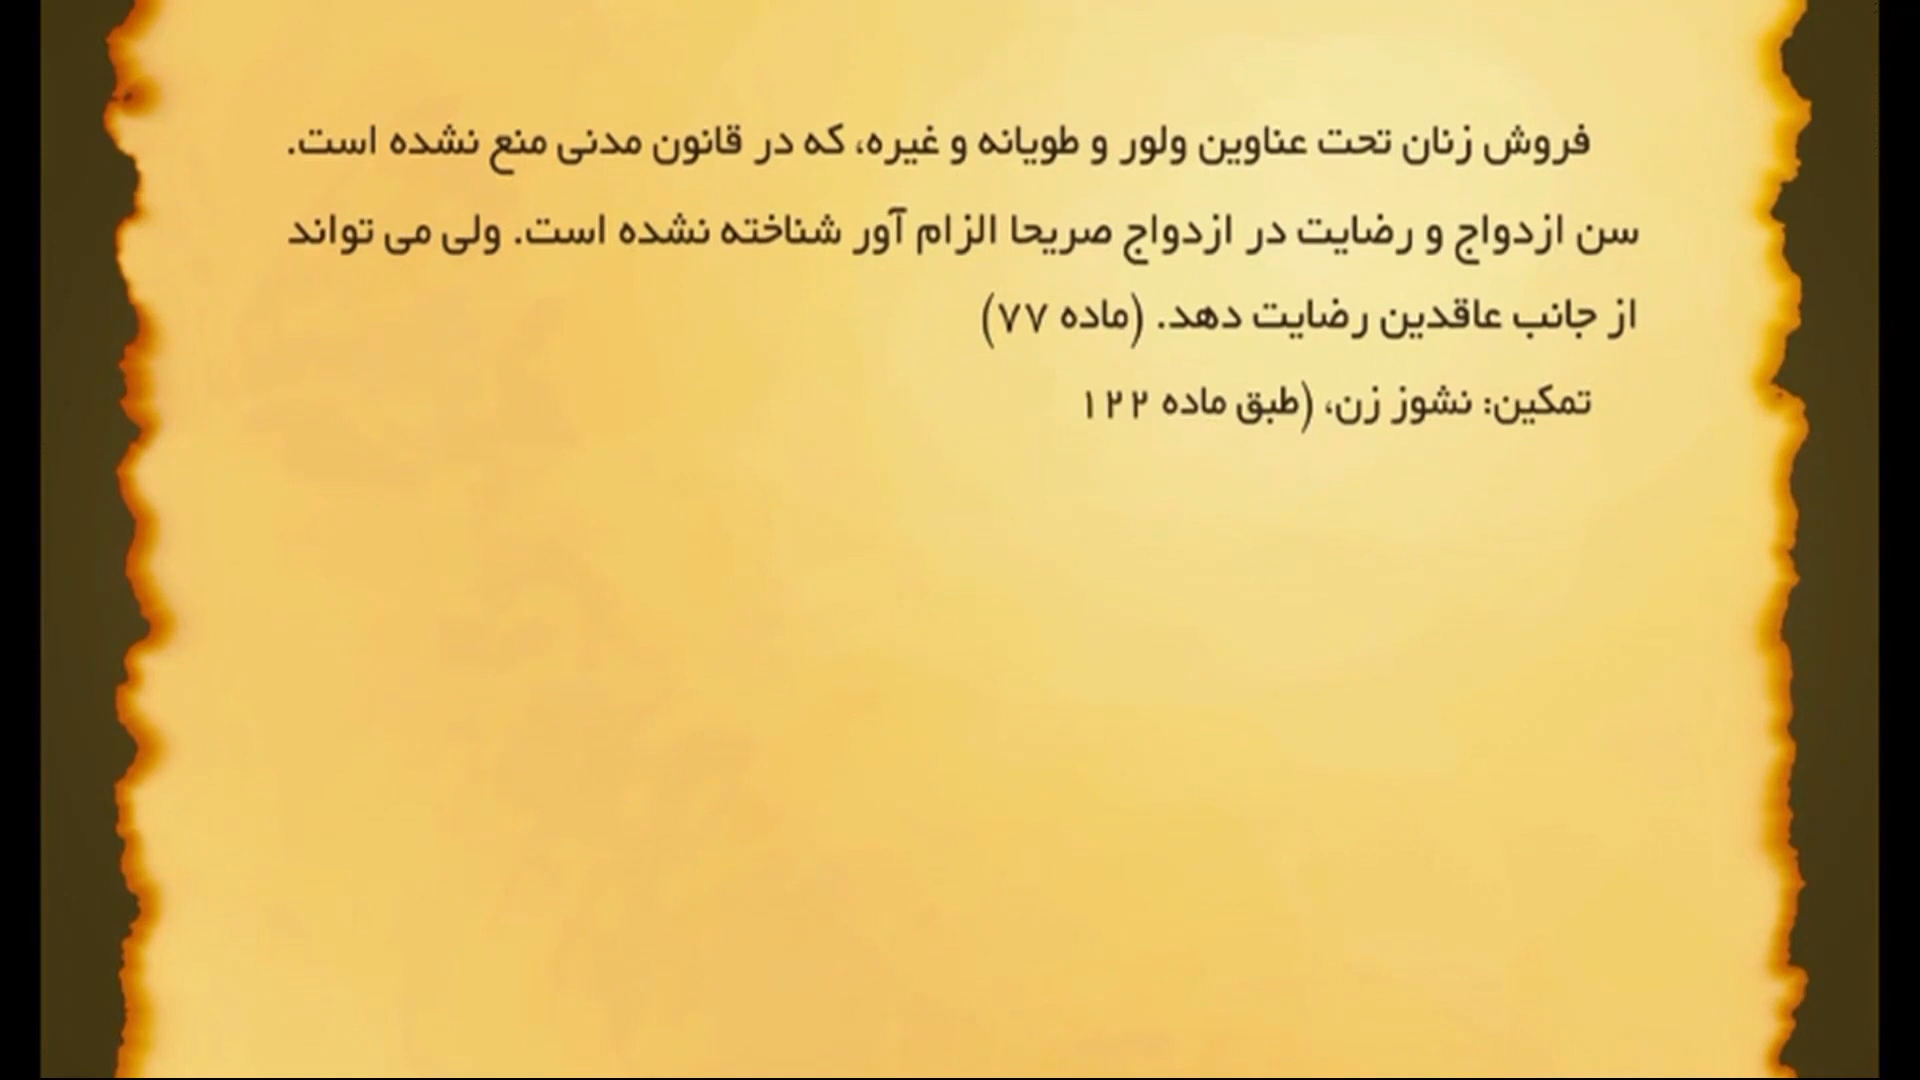 فروش زنان تحت عناوین ولور و طویانه و غیره، که در قانون مدنی منع نشده است.
سن ازدواج و رضایت در ازدواج صریحا الزام آور شناخته نشده است. ولی می تواند
از جانب عاقدین رضایت دهد. (ماده ۷۷)
تمکین: نشوز زن، (طبق ماده ۱۲۲